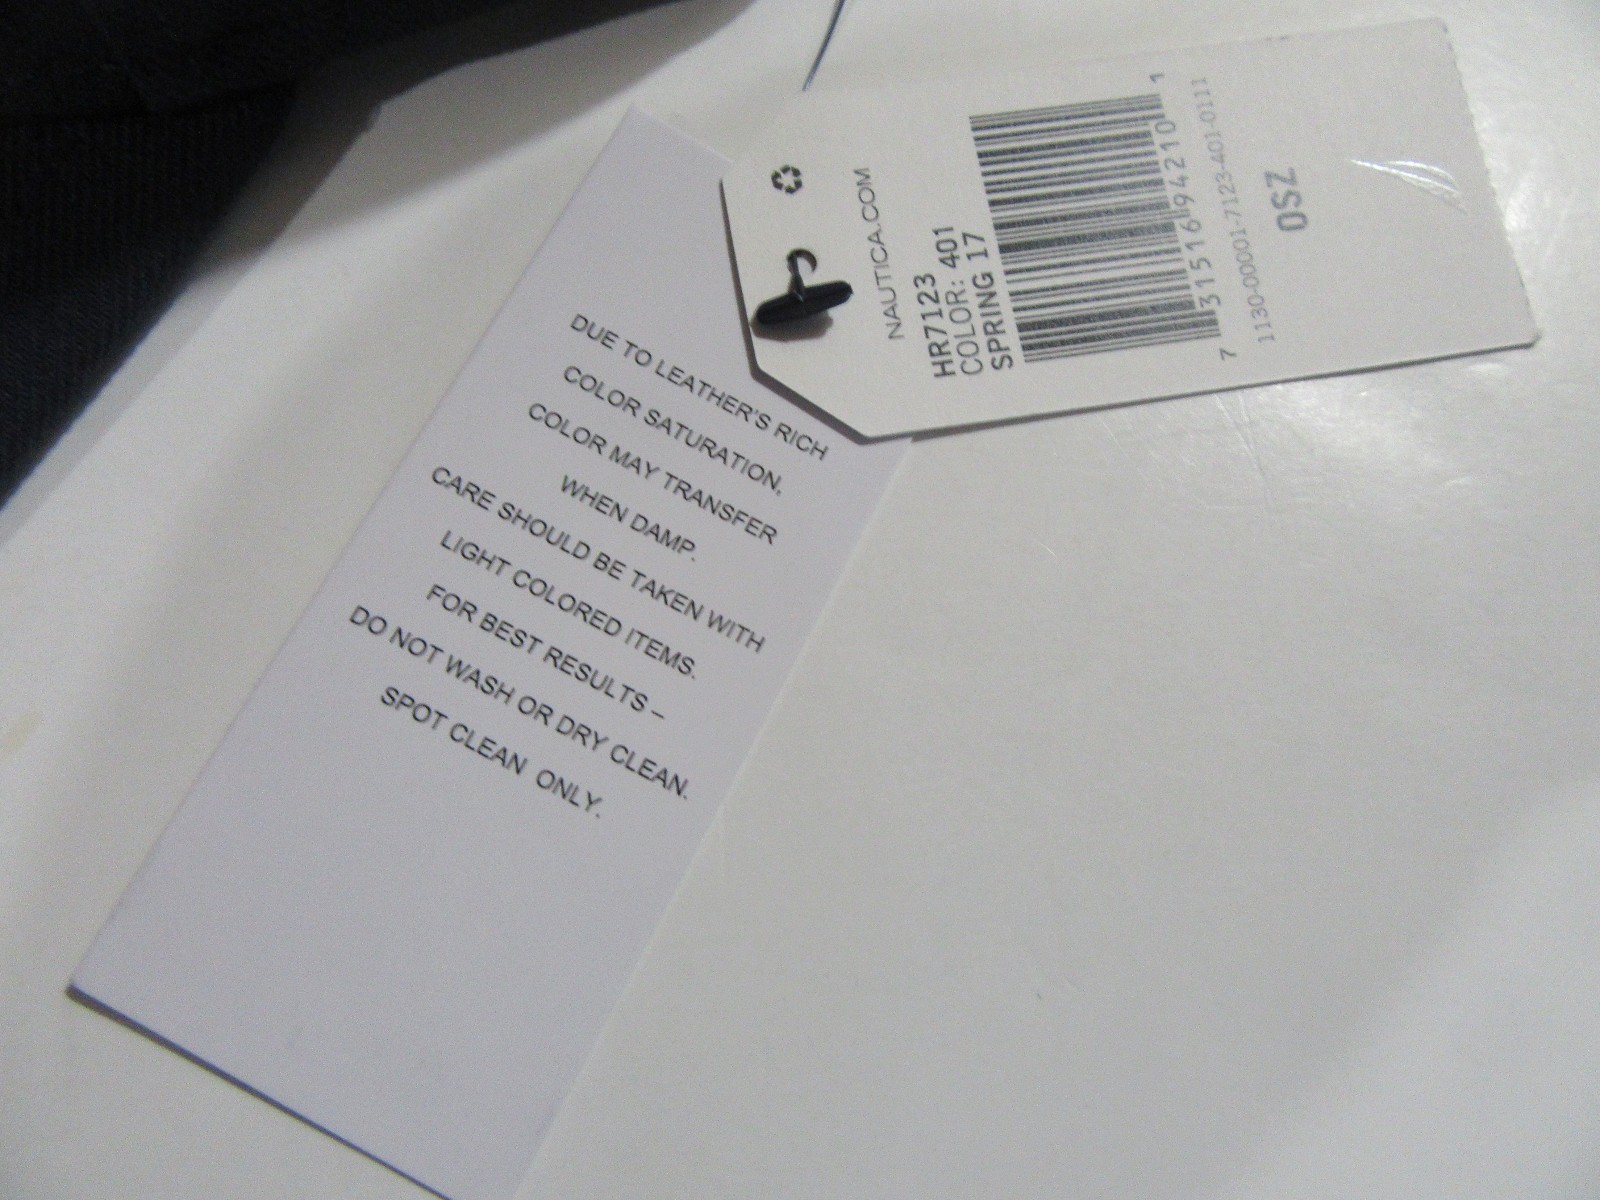 DUE TO LEATHER'S RICH
COLOR SATURATION,
COLOR MAY TRANSFER
WHEN DAMP.
CARE SHOULD BE TAKEN WITH
LIGHT COLORED ITEMS.
FOR BEST RESULTS –
DO NOT WASH OR DRY CLEAN.
SPOT CLEAN ONLY.
NAUTICA.COM
HR7123
COLOR: 401
SPRING 17
7 31516 94210 1
1130-00001-7123-401-0111
OSZ